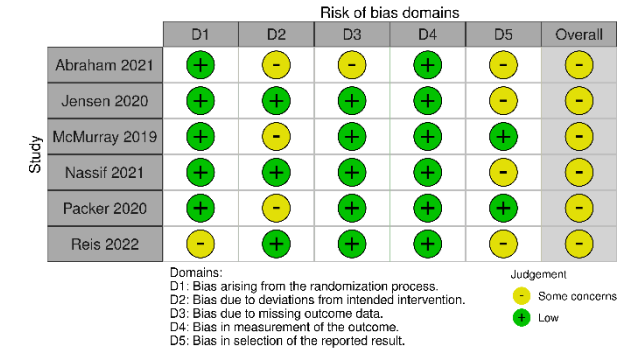 Risk of bias domains
D1 D2 D3 D4 D5 Overall
Abraham 2021 + - - + - -
Jensen 2020 + + + + - -
McMurray 2019 + - + + + -
Nassif 2021 + + + + - -
Packer 2020 + - + + + -
Reis 2022 - + + + - -
Study
Domains:
D1: Bias arising from the randomization process.
D2: Bias due to deviations from intended intervention.
D3: Bias due to missing outcome data.
D4: Bias in measurement of the outcome.
D5: Bias in selection of the reported result.
Judgement
- Some concerns
+ Low